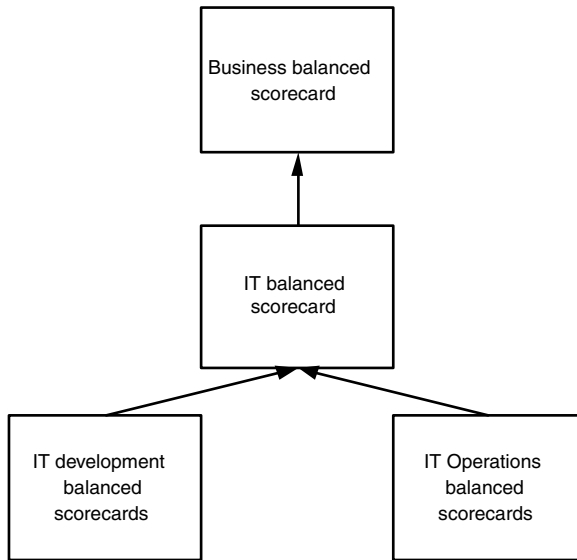 Business balanced
scorecard
IT balanced
scorecard
IT development
balanced
scorecards
IT Operations
balanced
scorecards